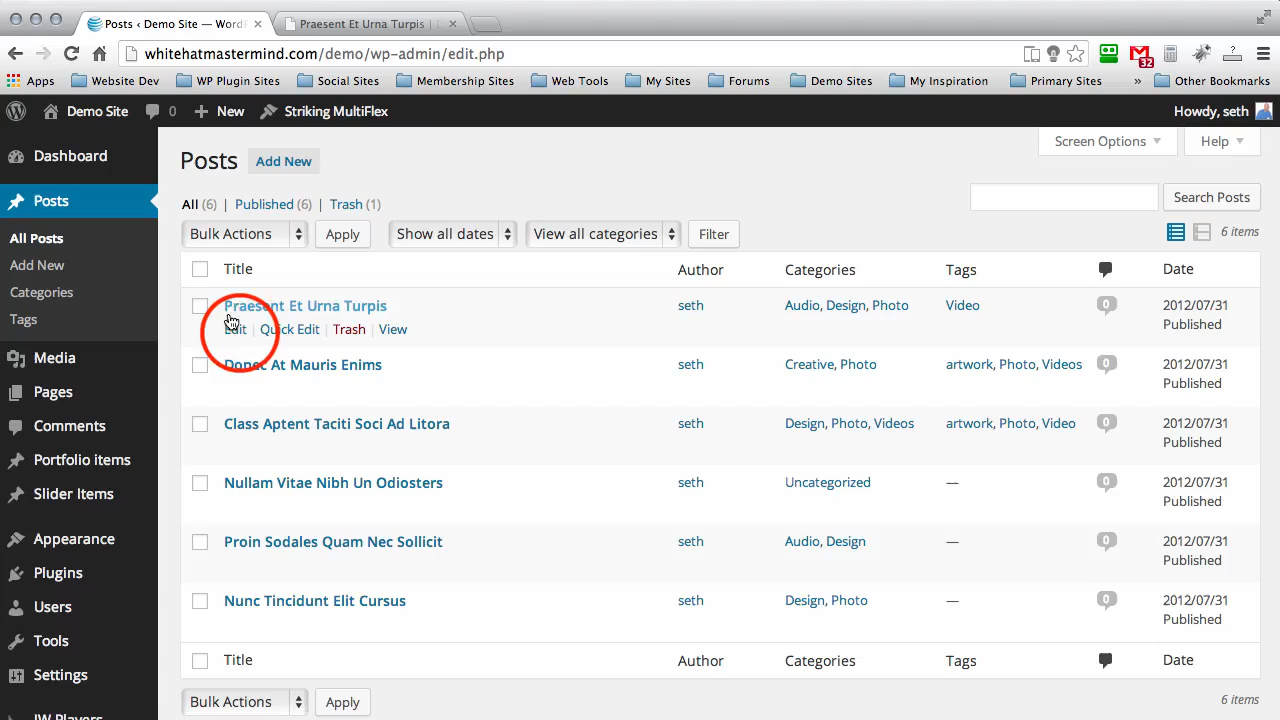 Posts ‹ Demo Site — WordP
Praesent Et Urna Turpis | D
whitehatmastermind.com/demo/wp-admin/edit.php
32
?
Apps Website Dev WP Plugin Sites Social Sites Membership Sites Web Tools My Sites Forums Demo Sites My Inspiration Primary Sites » Other Bookmarks
Demo Site 0 New Striking MultiFlex Howdy, seth
Dashboard
Posts
All Posts
Add New
Categories
Tags
Media
Pages
Comments
Portfolio items
Slider Items
Appearance
Plugins
Users
Tools
Settings
JW Players
Screen Options Help
Posts Add New
All (6) | Published (6) | Trash (1)
Search Posts
Bulk Actions Apply Show all dates View all categories Filter 6 items
Title Author Categories Tags Date
Praesent Et Urna Turpis seth Audio, Design, Photo Video 0 2012/07/31
Published
Edit | Quick Edit | Trash | View
Donec At Mauris Enims seth Creative, Photo artwork, Photo, Videos 0 2012/07/31
Published
Class Aptent Taciti Soci Ad Litora seth Design, Photo, Videos artwork, Photo, Video 0 2012/07/31
Published
Nullam Vitae Nibh Un Odiosters seth Uncategorized — 0 2012/07/31
Published
Proin Sodales Quam Nec Sollicit seth Audio, Design — 0 2012/07/31
Published
Nunc Tincidunt Elit Cursus seth Design, Photo — 0 2012/07/31
Published
Title Author Categories Tags Date
Bulk Actions Apply 6 items